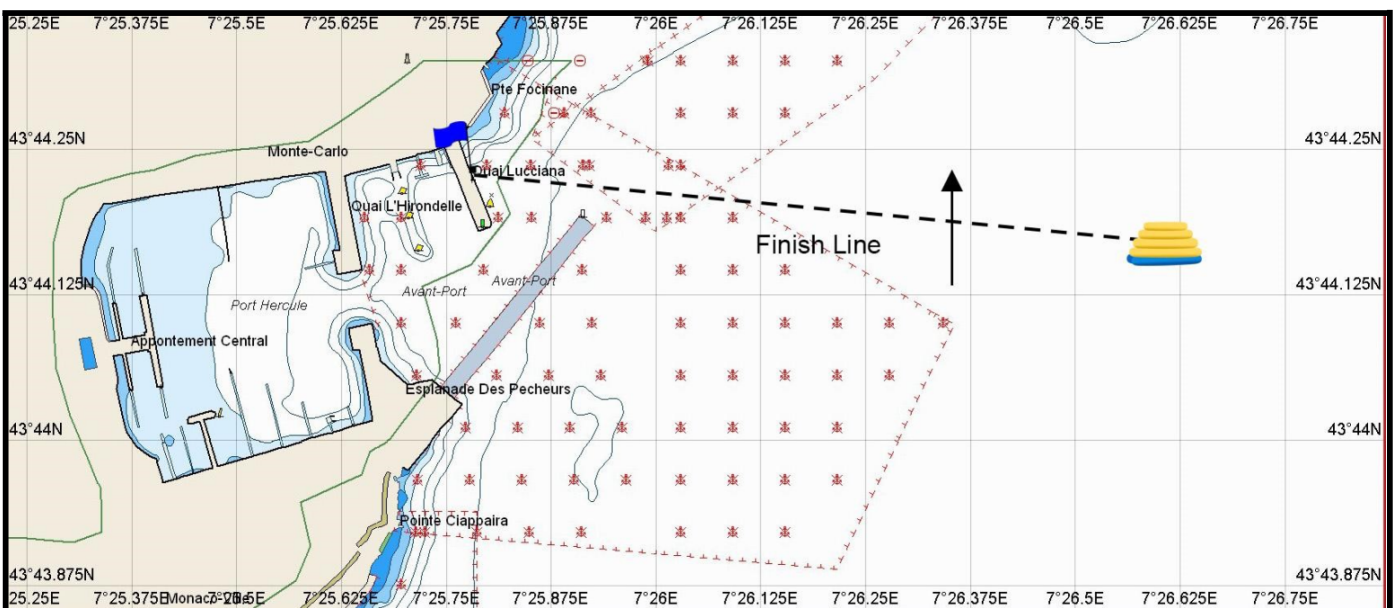 25.25E 7°25.375E 7°25.5E 7°25.625E 7°25.75E 7°25.875E 7°26E 7°26.125E 7°26.25E 7°26.375E 7°26.5E 7°26.625E 7°26.75E
Pte Focinane
43°44.25N 43°44.25N
Monte-Carlo
Quai Lucciana
Quai L'Hirondelle
Finish Line
43°44.125N 43°44.125N
Avant-Port
Avant-Port
Port Hercule
Appontement Central
Esplanade Des Pecheurs
43°44N 43°44N
Pointe Ciappaira
43°43.875N 43°43.875N
25.25E 7°25.375E Monaco-Ville 7°25.5E 7°25.625E 7°25.75E 7°25.875E 7°26E 7°26.125E 7°26.25E 7°26.375E 7°26.5E 7°26.625E 7°26.75E